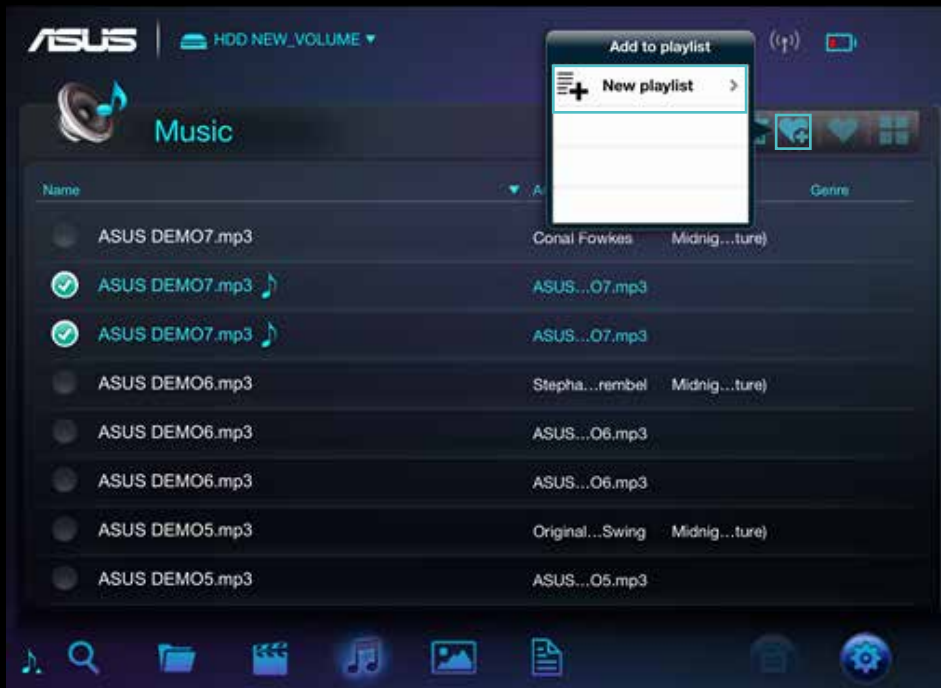 ASUS HDD NEW_VOLUME
Add to playlist
New playlist
Music
Name A Genre
ASUS DEMO7.mp3 Conal Fowkes Midnig...ture)
ASUS DEMO7.mp3 ASUS...O7.mp3
ASUS DEMO7.mp3 ASUS...O7.mp3
ASUS DEMO6.mp3 Stepha...rembel Midnig...ture)
ASUS DEMO6.mp3 ASUS...O6.mp3
ASUS DEMO6.mp3 ASUS...O6.mp3
ASUS DEMO5.mp3 Original...Swing Midnig...ture)
ASUS DEMO5.mp3 ASUS...O5.mp3